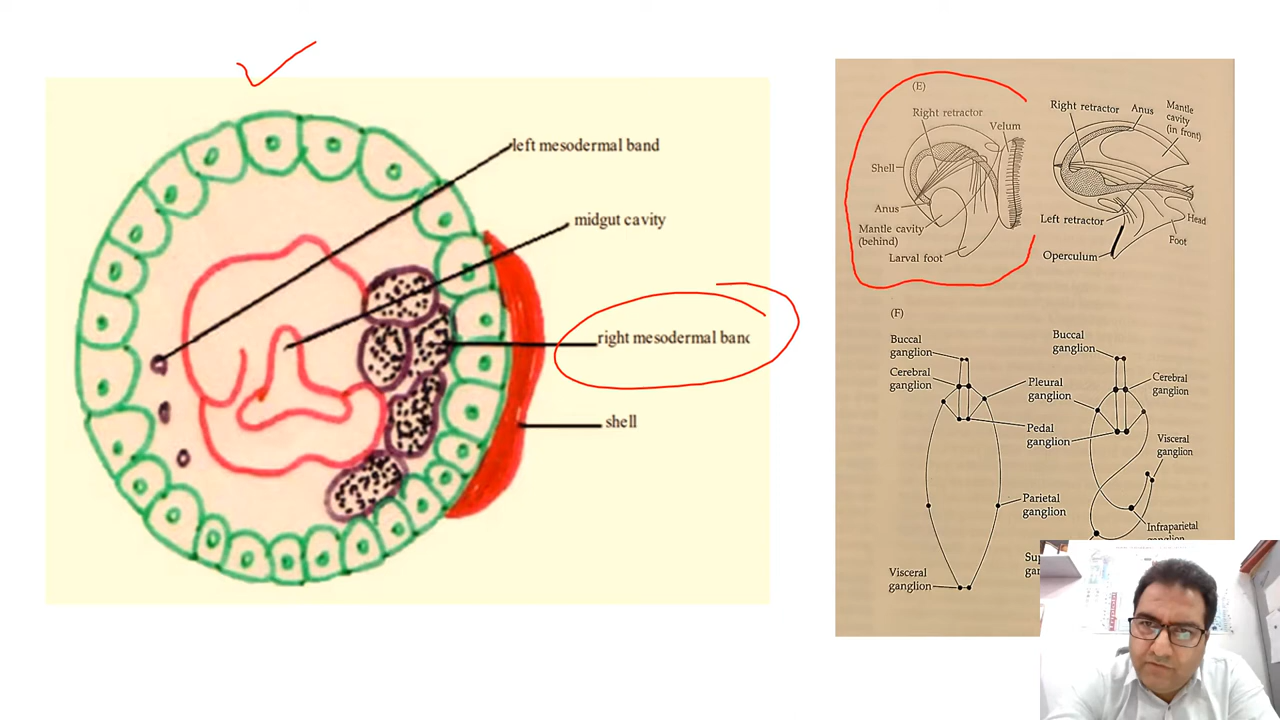 left mesodermal band
midgut cavity
right mesodermal
shell
(E)
Right retractor
Velum
Shell
Anus
Mantle cavity
(behind)
Larval foot
Right retractor
Anus
Mantle
cavity
(in front)
Left retractor
Head
Foot
Operculum
(F)
Buccal
ganglion
Cerebral
ganglion
Pleural
ganglion
Pedal
ganglion
Parietal
ganglion
Visceral
ganglion
Buccal
ganglion
Cerebral
ganglion
Visceral
ganglion
Infraparietal